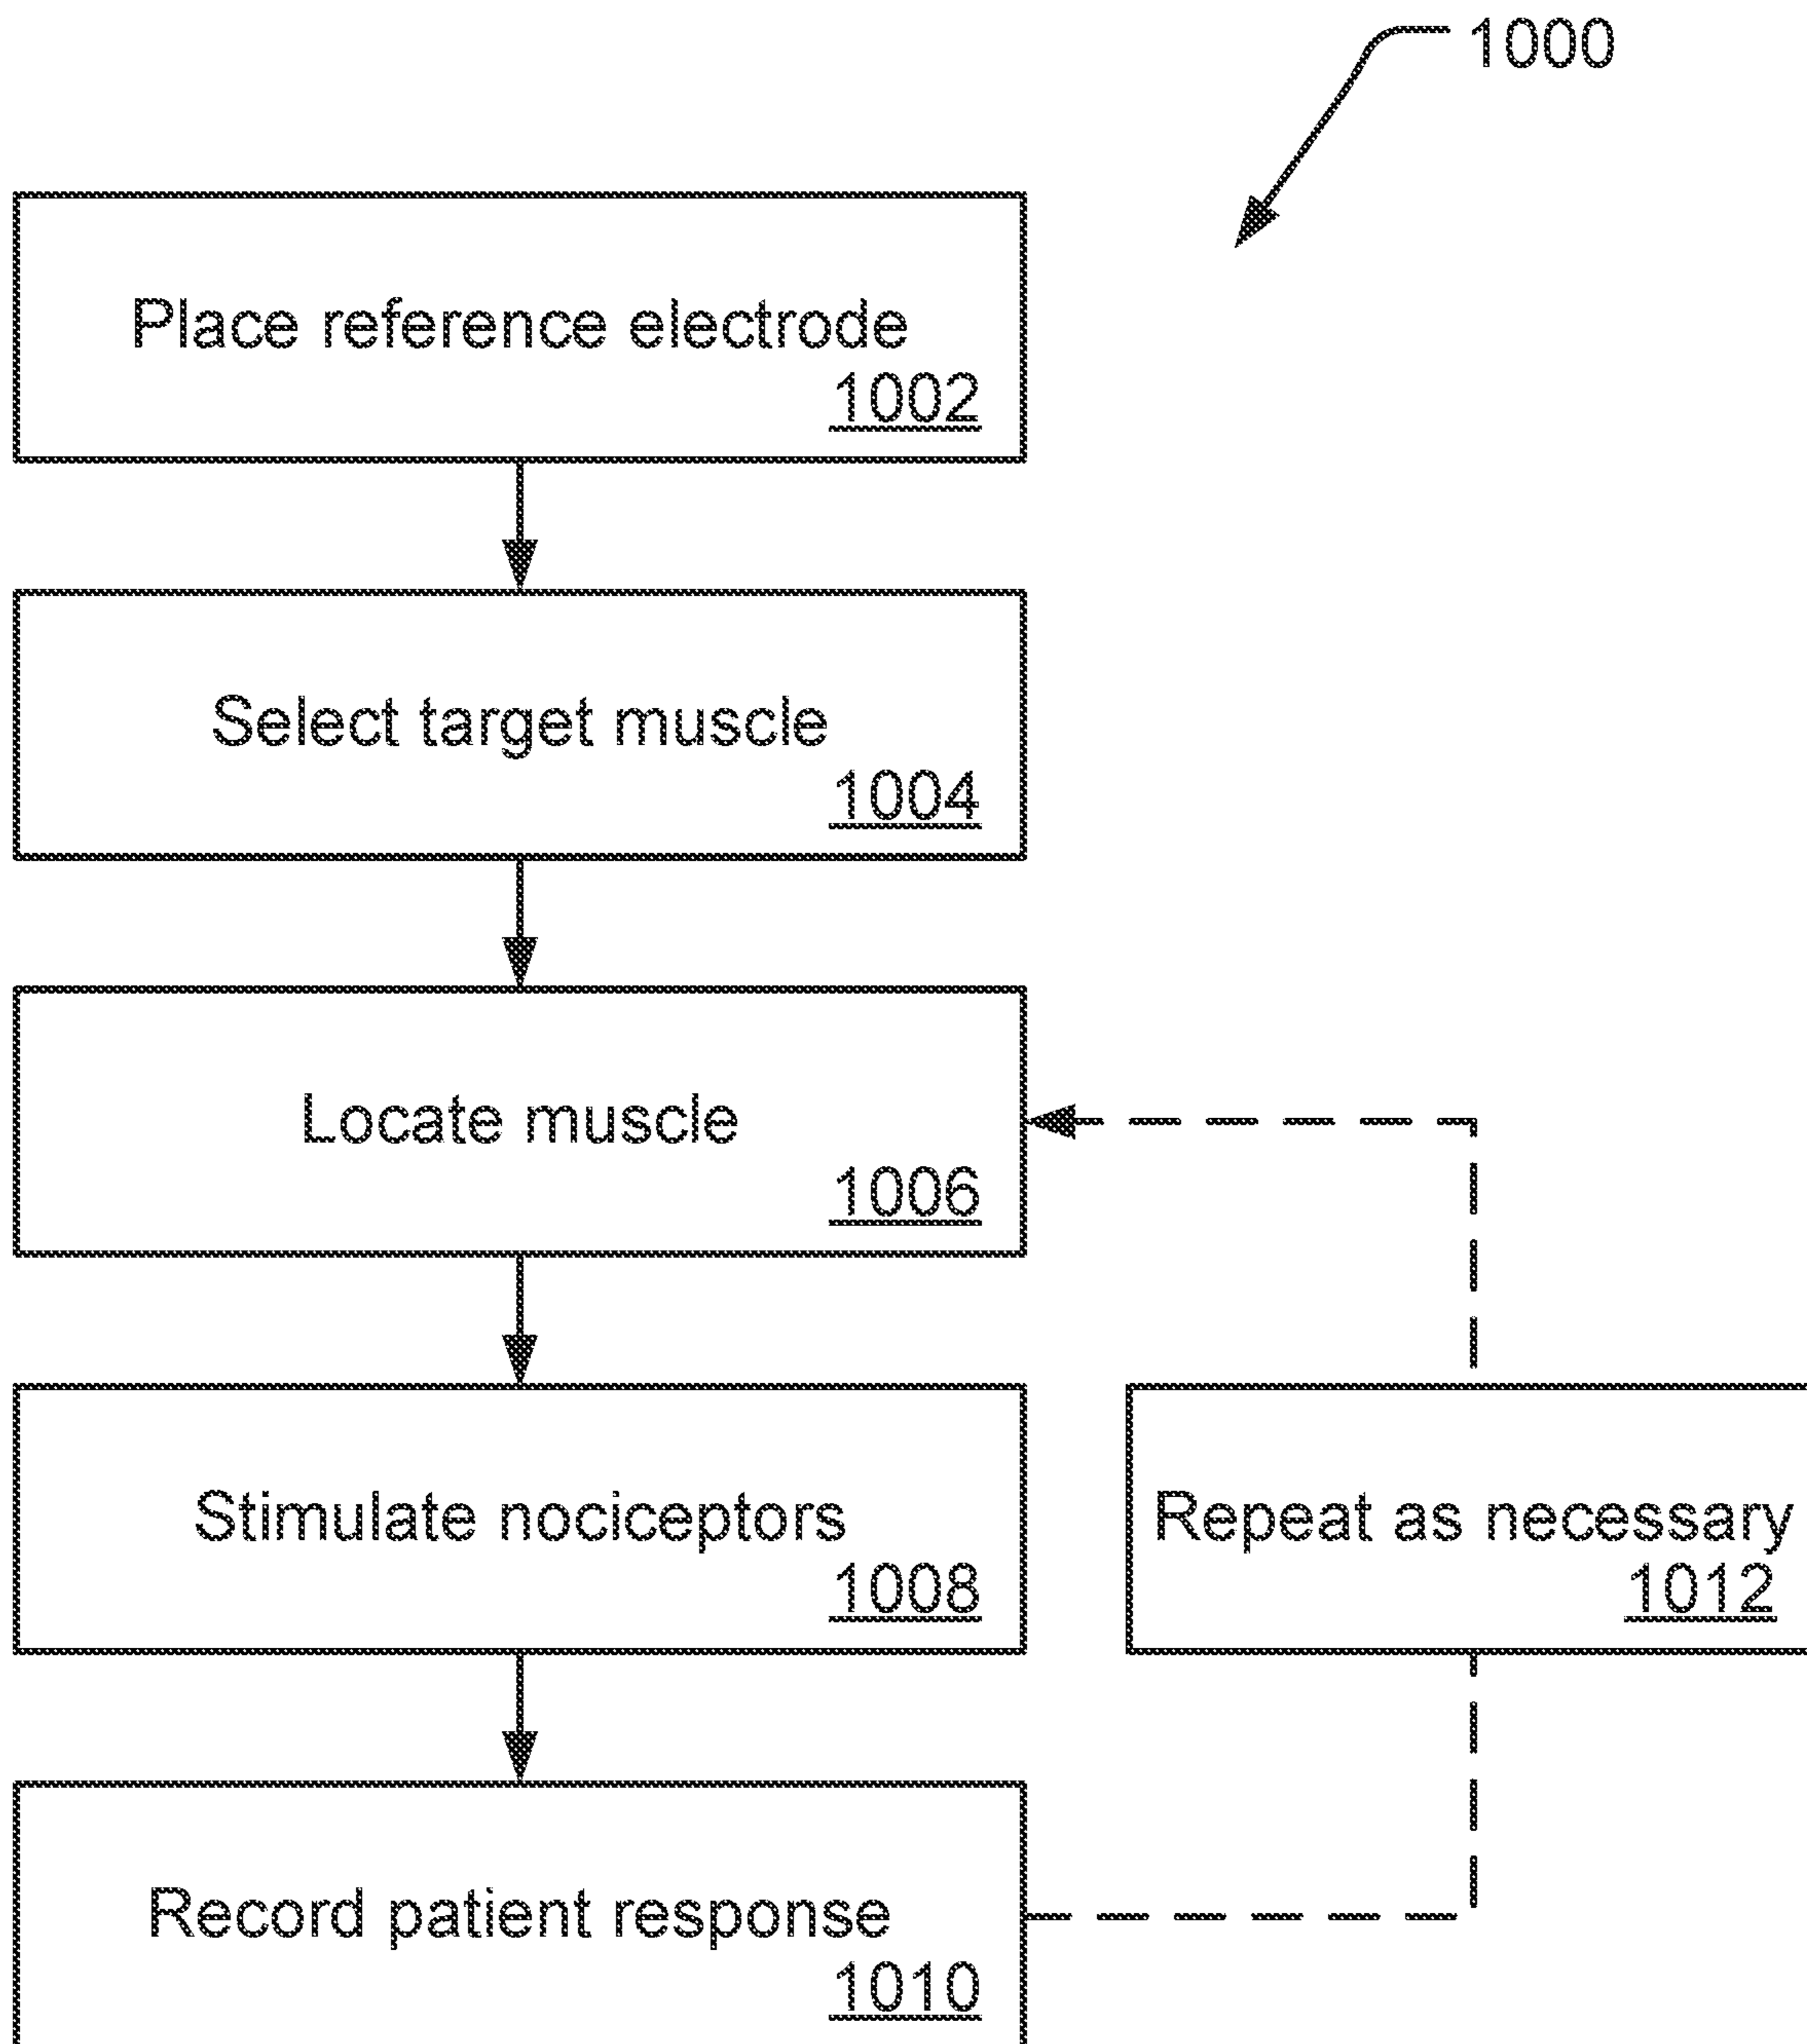 1000
Place reference electrode
1002
Select target muscle
1004
Locate muscle
1006
Stimulate nociceptors
1008
Repeat as necessary
1012
Record patient response
1010